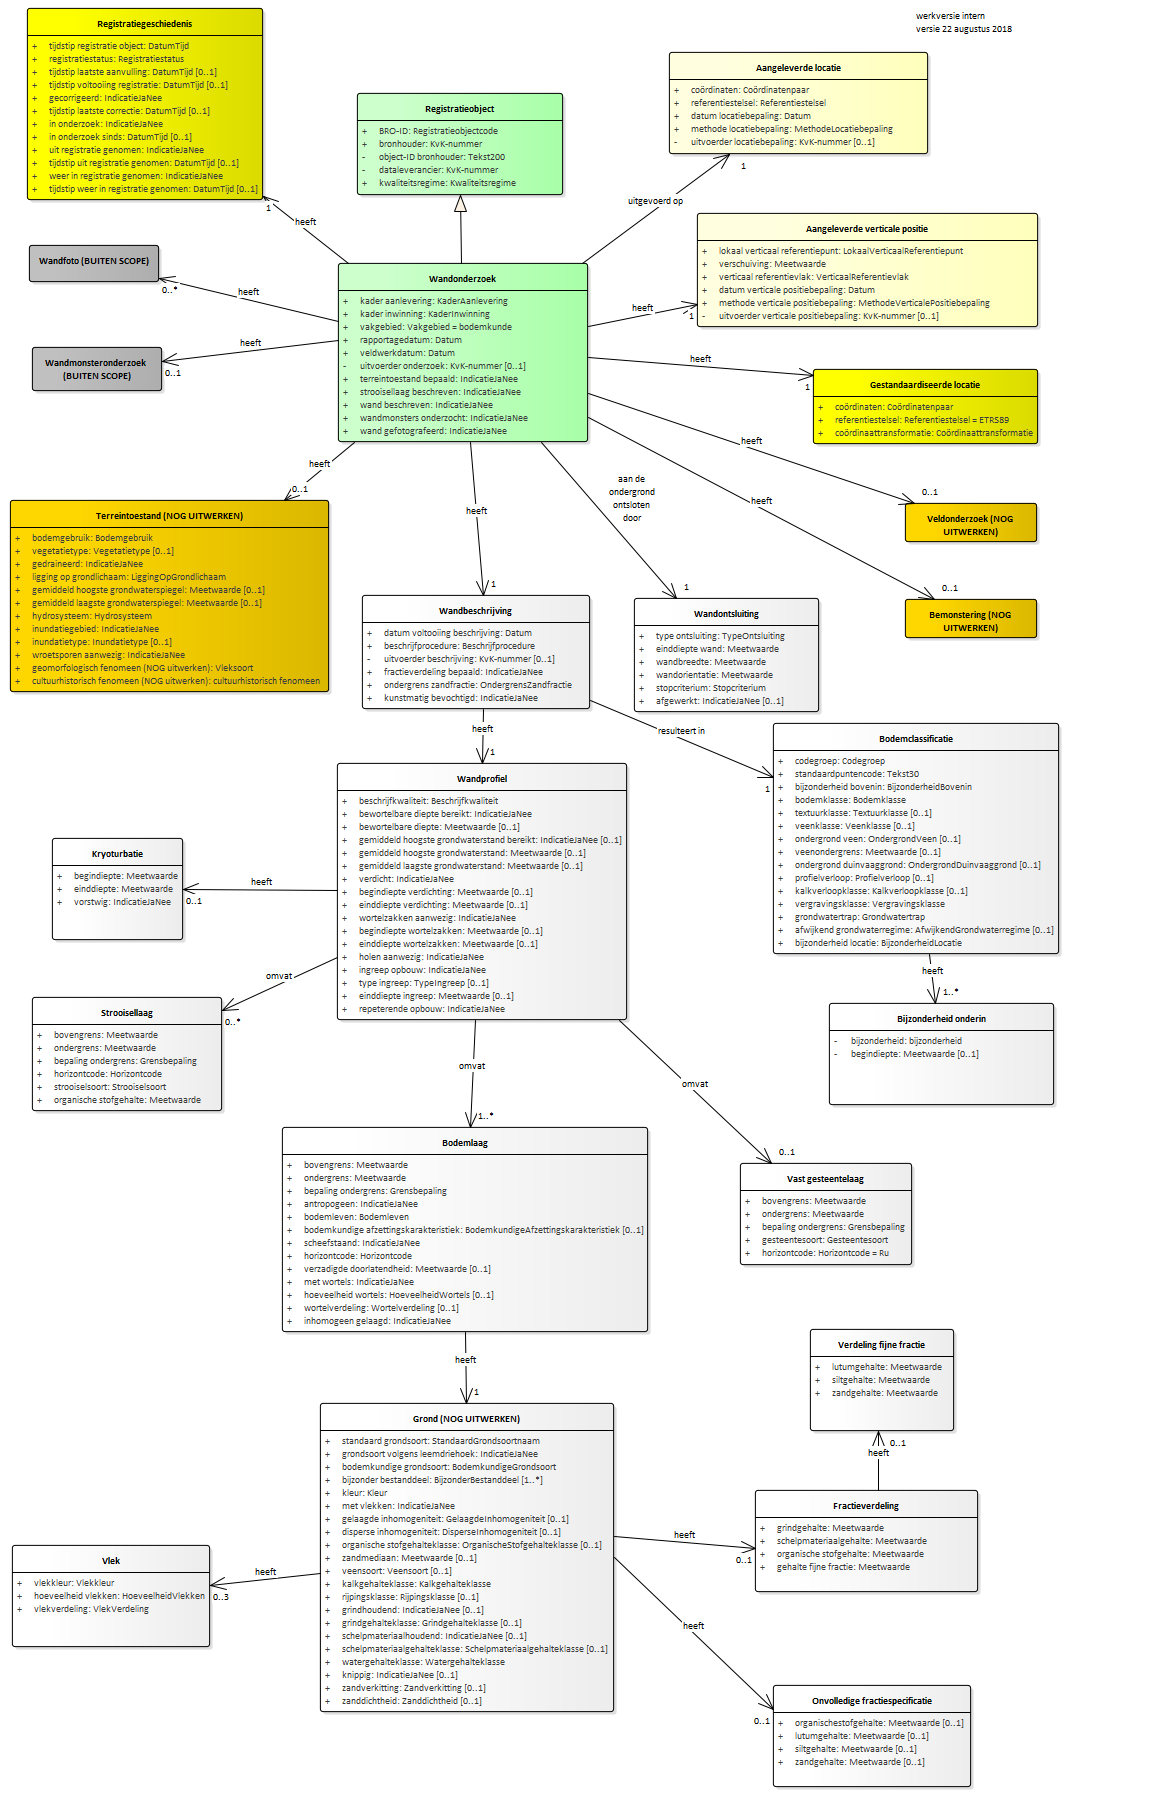 werkversie intern
versie 22 augustus 2018
Registratiegeschiedenis
+ tijdstip registratie object: DatumTijd
+ registratiestatus: Registratiestatus
+ tijdstip laatste aanvulling: DatumTijd [0..1]
+ tijdstip voltooiing registratie: DatumTijd [0..1]
+ gecorrigeerd: IndicatieJaNee
+ tijdstip laatste correctie: DatumTijd [0..1]
+ in onderzoek: IndicatieJaNee
+ in onderzoek sinds: DatumTijd [0..1]
+ uit registratie genomen: IndicatieJaNee
+ tijdstip uit registratie genomen: DatumTijd [0..1]
+ weer in registratie genomen: IndicatieJaNee
+ tijdstip weer in registratie genomen: DatumTijd [0..1]
Registratieobject
+ BRO-ID: Registratieobjectcode
+ bronhouder: KvK-nummer
- object-ID bronhouder: Tekst200
- dataleverancier: KvK-nummer
+ kwaliteitsregime: Kwaliteitsregime
Aangeleverde locatie
+ coördinaten: Coördinatenpaar
+ referentiestelsel: Referentiestelsel
+ datum locatiebepaling: Datum
+ methode locatiebepaling: MethodeLocatiebepaling
- uitvoerder locatiebepaling: KvK-nummer [0..1]
1
heeft
uitgevoerd op
1
Aangeleverde verticale positie
+ lokaal verticaal referentiepunt: LokaalVerticaalReferentiepunt
+ verschuiving: Meetwaarde
+ verticaal referentievlak: VerticaalReferentievlak
+ datum verticale positiebepaling: Datum
+ methode verticale positiebepaling: MethodeVerticalePositiebepaling
- uitvoerder verticale positiebepaling: KvK-nummer [0..1]
heeft
1
Wandfoto (BUITEN SCOPE)
0..*
heeft
Wandmonsteronderzoek
(BUITEN SCOPE)
0..1
heeft
Wandonderzoek
+ kader aanlevering: KaderAanlevering
+ kader inwinning: KaderInwinning
+ vakgebied: Vakgebied = bodemkunde
+ rapportagedatum: Datum
+ veldwerkdatum: Datum
- uitvoerder onderzoek: KvK-nummer [0..1]
+ terreintoestand bepaald: IndicatieJaNee
+ strooisellaag beschreven: IndicatieJaNee
+ wand beschreven: IndicatieJaNee
+ wandmonsters onderzocht: IndicatieJaNee
+ wand gefotografeerd: IndicatieJaNee
heeft
1
Gestandaardiseerde locatie
+ coördinaten: Coördinatenpaar
+ referentiestelsel: Referentiestelsel = ETRS89
+ coördinaattransformatie: Coördinaattransformatie
heeft
0..1
Veldonderzoek (NOG
UITWERKEN)
heeft
0..1
Bemonstering (NOG
UITWERKEN)
heeft
0..1
Terreintoestand (NOG UITWERKEN)
+ bodemgebruik: Bodemgebruik
+ vegetatietype: Vegetatietype [0..1]
+ gedraineerd: IndicatieJaNee
+ ligging op grondlichaam: LiggingOpGrondlichaam
+ gemiddeld hoogste grondwaterspiegel: Meetwaarde [0..1]
+ gemiddeld laagste grondwaterspiegel: Meetwaarde [0..1]
+ hydrosysteem: Hydrosysteem
+ inundatiegebied: IndicatieJaNee
+ inundatietype: Inundatietype [0..1]
+ wroetsporen aanwezig: IndicatieJaNee
+ geomorfologisch fenomeen (NOG uitwerken): Vleksoort
+ cultuurhistorisch fenomeen (NOG uitwerken): cultuurhistorisch fenomeen
heeft
1
aan de
ondergrond
ontsloten
door
1
Wandbeschrijving
+ datum voltooiing beschrijving: Datum
+ beschrijfprocedure: Beschrijfprocedure
- uitvoerder beschrijving: KvK-nummer [0..1]
+ fractieverdeling bepaald: IndicatieJaNee
+ ondergrens zandfractie: OndergrensZandfractie
+ kunstmatig bevochtigd: IndicatieJaNee
Wandontsluiting
+ type ontsluiting: TypeOntsluiting
+ einddiepte wand: Meetwaarde
+ wandbreedte: Meetwaarde
+ wandorientatie: Meetwaarde
+ stopcriterium: Stopcriterium
+ afgewerkt: IndicatieJaNee [0..1]
heeft
1
resulteert in
1
Bodemclassificatie
+ codegroep: Codegroep
+ standaardpuntencode: Tekst30
+ bijzonderheid bovenin: BijzonderheidBovenin
+ bodemklasse: Bodemklasse
+ textuurklasse: Textuurklasse [0..1]
+ veenklasse: Veenklasse [0..1]
+ ondergrond veen: OndergrondVeen [0..1]
+ veenondergrens: Meetwaarde [0..1]
+ ondergrond duinvaaggrond: OndergrondDuinvaaggrond [0..1]
+ profielverloop: Profielverloop [0..1]
+ kalkverloopklasse: Kalkverloopklasse [0..1]
+ vergravingsklasse: Vergravingsklasse
+ grondwatertrap: Grondwatertrap
+ afwijkend grondwaterregime: AfwijkendGrondwaterregime [0..1]
+ bijzonderheid locatie: BijzonderheidLocatie
Wandprofiel
+ beschrijfkwaliteit: Beschrijfkwaliteit
+ bewortelbare diepte bereikt: IndicatieJaNee
+ bewortelbare diepte: Meetwaarde [0..1]
+ gemiddeld hoogste grondwaterstand bereikt: IndicatieJaNee [0..1]
+ gemiddeld hoogste grondwaterstand: Meetwaarde [0..1]
+ gemiddeld laagste grondwaterstand: Meetwaarde [0..1]
+ verdicht: IndicatieJaNee
+ begindiepte verdichting: Meetwaarde [0..1]
+ einddiepte verdichting: Meetwaarde [0..1]
+ wortelzakken aanwezig: IndicatieJaNee
+ begindiepte wortelzakken: Meetwaarde [0..1]
+ einddiepte wortelzakken: Meetwaarde [0..1]
+ holen aanwezig: IndicatieJaNee
+ ingreep opbouw: IndicatieJaNee
+ type ingreep: TypeIngreep [0..1]
+ einddiepte ingreep: Meetwaarde [0..1]
+ repeterende opbouw: IndicatieJaNee
Kryoturbatie
+ begindiepte: Meetwaarde
+ einddiepte: Meetwaarde
+ vorstwig: IndicatieJaNee
heeft
0..1
omvat
0..*
Strooisellaag
+ bovengrens: Meetwaarde
+ ondergrens: Meetwaarde
+ bepaling ondergrens: Grensbepaling
+ horizontcode: Horizontcode
+ strooiselsoort: Strooiselsoort
+ organische stofgehalte: Meetwaarde
heeft
1..*
Bijzonderheid onderin
- bijzonderheid: bijzonderheid
- begindiepte: Meetwaarde [0..1]
omvat
1..*
omvat
0..1
Bodemlaag
+ bovengrens: Meetwaarde
+ ondergrens: Meetwaarde
+ bepaling ondergrens: Grensbepaling
+ antropogeen: IndicatieJaNee
+ bodemleven: Bodemleven
+ bodemkundige afzettingskarakteristiek: BodemkundigeAfzettingskarakteristiek [0..1]
+ scheefstaand: IndicatieJaNee
+ horizontcode: Horizontcode
+ verzadigde doorlatendheid: Meetwaarde [0..1]
+ met wortels: IndicatieJaNee
+ hoeveelheid wortels: HoeveelheidWortels [0..1]
+ wortelverdeling: Wortelverdeling [0..1]
+ inhomogeen gelaagd: IndicatieJaNee
Vast gesteentelaag
+ bovengrens: Meetwaarde
+ ondergrens: Meetwaarde
+ bepaling ondergrens: Grensbepaling
+ gesteentesoort: Gesteentesoort
+ horizontcode: Horizontcode = Ru
heeft
1
Grond (NOG UITWERKEN)
+ standaard grondsoort: StandaardGrondsoortnaam
+ grondsoort volgens leemdriehoek: IndicatieJaNee
+ bodemkundige grondsoort: BodemkundigeGrondsoort
+ bijzonder bestanddeel: BijzonderBestanddeel [1..*]
+ kleur: Kleur
+ met vlekken: IndicatieJaNee
+ gelaagde inhomogeniteit: GelaagdeInhomogeniteit [0..1]
+ disperse inhomogeniteit: DisperseInhomogeniteit [0..1]
+ organische stofgehalteklasse: OrganischeStofgehalteklasse [0..1]
+ zandmediaan: Meetwaarde [0..1]
+ veensoort: Veensoort [0..1]
+ kalkgehalteklasse: Kalkgehalteklasse
+ rijpingsklasse: Rijpingsklasse [0..1]
+ grindhoudend: IndicatieJaNee [0..1]
+ grindgehalteklasse: Grindgehalteklasse [0..1]
+ schelpmateriaalhoudend: IndicatieJaNee [0..1]
+ schelpmateriaalgehalteklasse: Schelpmateriaalgehalteklasse [0..1]
+ watergehalteklasse: Watergehalteklasse
+ knippig: IndicatieJaNee [0..1]
+ zandverkitting: Zandverkitting [0..1]
+ zanddichtheid: Zanddichtheid [0..1]
Verdeling fijne fractie
+ lutumgehalte: Meetwaarde
+ siltgehalte: Meetwaarde
+ zandgehalte: Meetwaarde
0..1
heeft
Fractieverdeling
+ grindgehalte: Meetwaarde
+ schelpmateriaalgehalte: Meetwaarde
+ organische stofgehalte: Meetwaarde
+ gehalte fijne fractie: Meetwaarde
heeft
0..1
Vlek
+ vlekkleur: Vlekkleur
+ hoeveelheid vlekken: HoeveelheidVlekken
+ vlekverdeling: VlekVerdeling
heeft
0..3
heeft
0..1
Onvolledige fractiespecificatie
+ organischestofgehalte: Meetwaarde [0..1]
+ lutumgehalte: Meetwaarde [0..1]
+ siltgehalte: Meetwaarde [0..1]
+ zandgehalte: Meetwaarde [0..1]